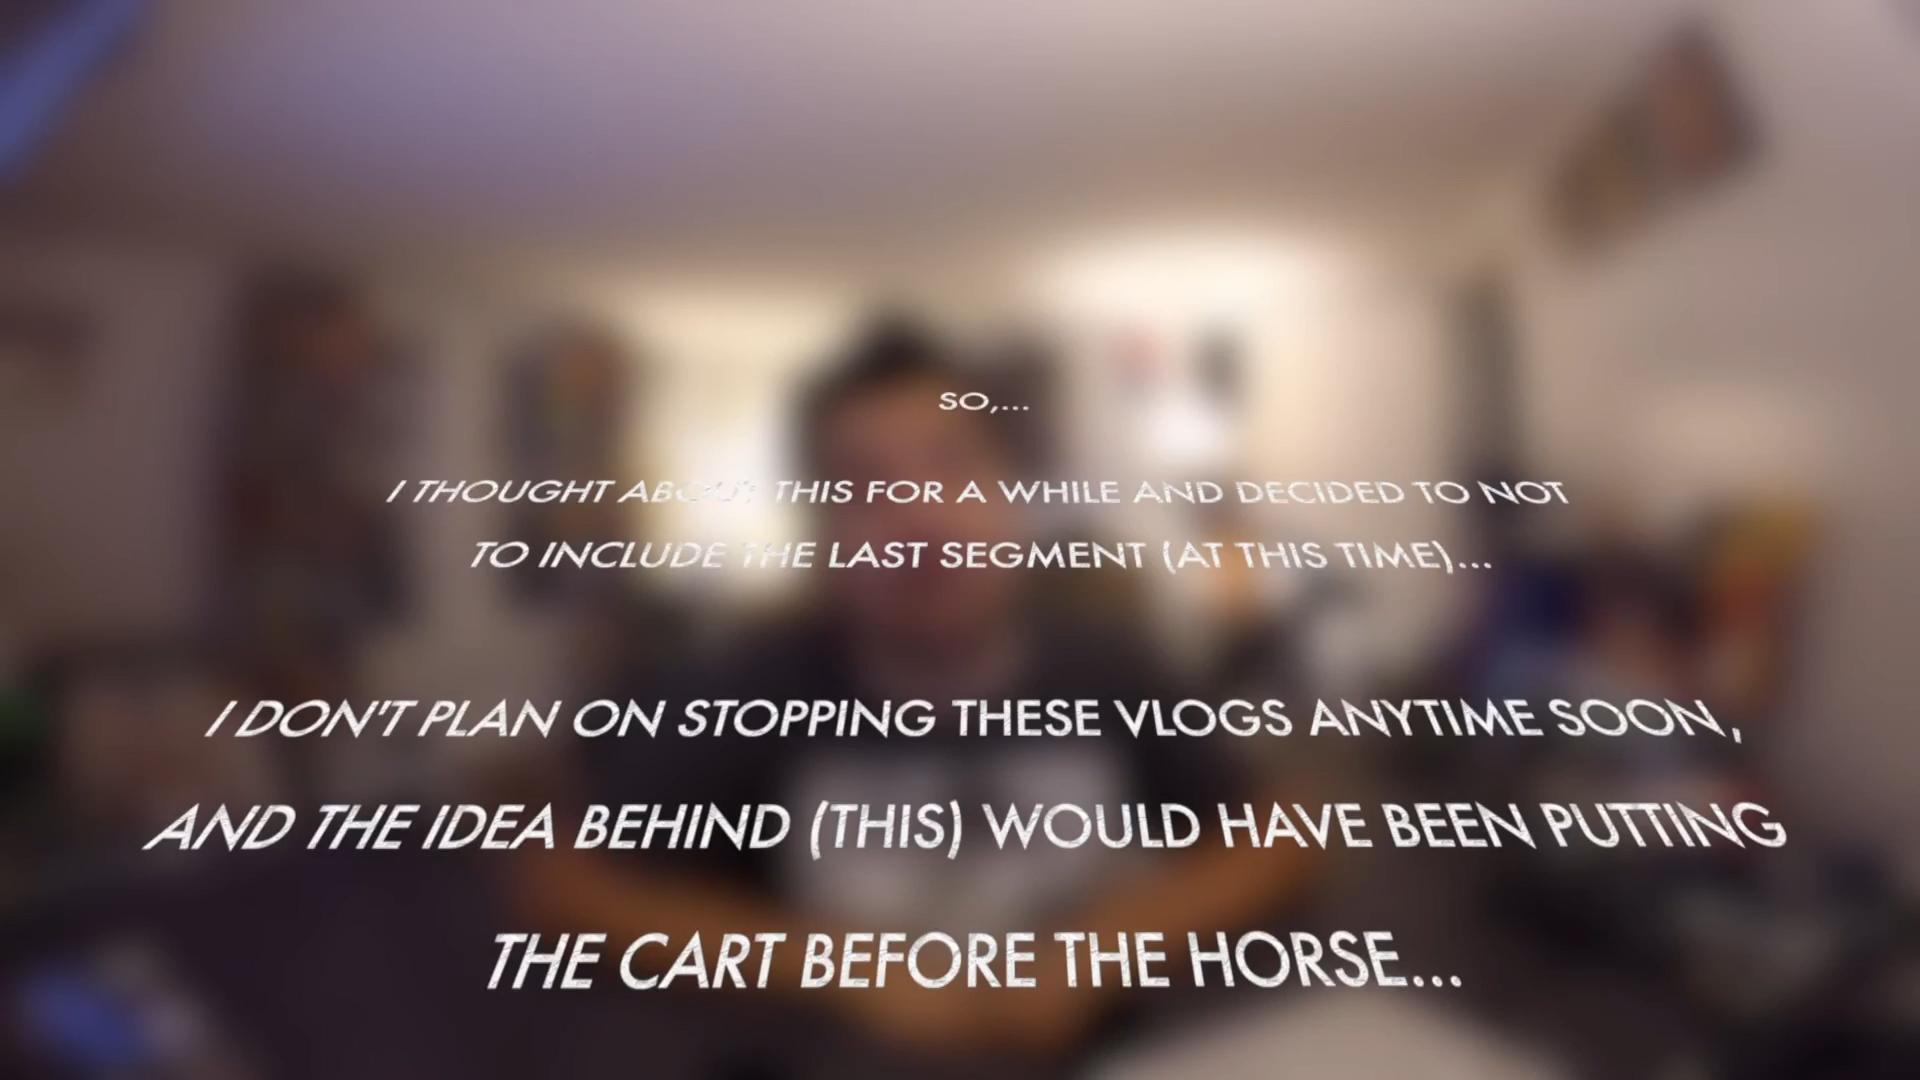 SO,...
I THOUGHT ABOUT THIS FOR A WHILE AND DECIDED TO NOT
TO INCLUDE THE LAST SEGMENT (AT THIS TIME)...
I DON'T PLAN ON STOPPING THESE VLOGS ANYTIME SOON,
AND THE IDEA BEHIND (THIS) WOULD HAVE BEEN PUTTING
THE CART BEFORE THE HORSE...